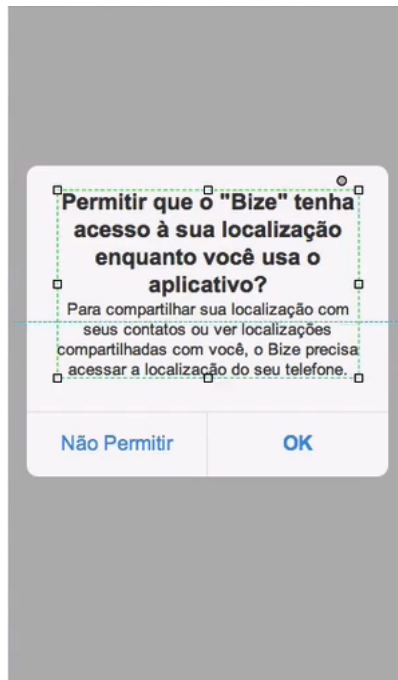 Permitir que o "Bize" tenha
acesso à sua localização
enquanto você usa o
aplicativo?
Para compartilhar sua localização com
seus contatos ou ver localizações
compartilhadas com você, o Bize precisa
acessar a localização do seu telefone.
Não Permitir
OK